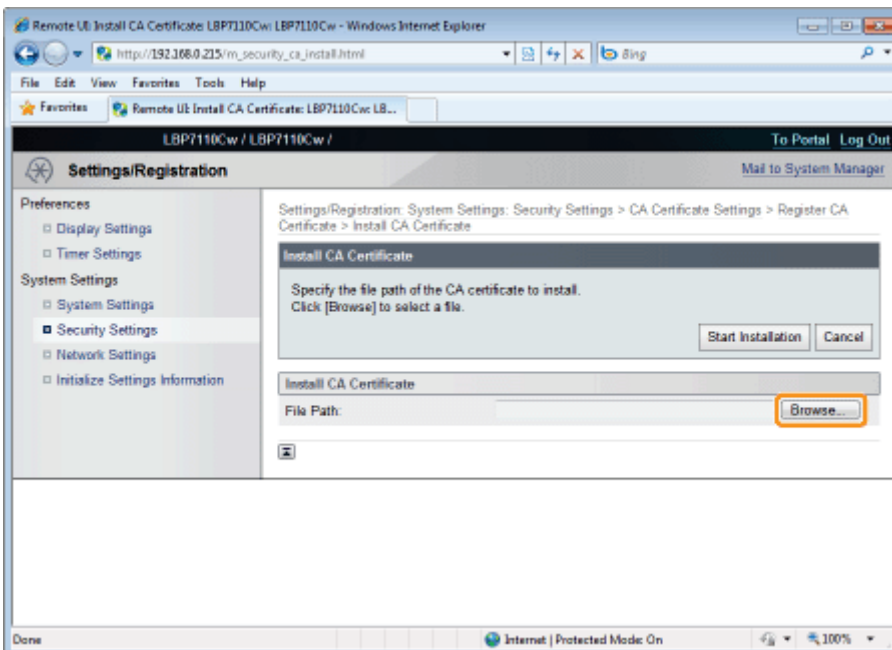 Remote UI: Install CA Certificate: LBP7110Cw: LBP7110Cw - Windows Internet Explorer
http://192.168.0.215/m_security_ca_install.html
Bing
File Edit View Favorites Tools Help
Favorites
Remote UI: Install CA Certificate: LBP7110Cw: LB...
LBP7110Cw / LBP7110Cw /
To Portal Log Out
Settings/Registration
Mail to System Manager
Preferences
Display Settings
Timer Settings
System Settings
System Settings
Security Settings
Network Settings
Initialize Settings Information
Settings/Registration: System Settings: Security Settings > CA Certificate Settings > Register CA
Certificate > Install CA Certificate
Install CA Certificate
Specify the file path of the CA certificate to install.
Click [Browse] to select a file.
Start Installation
Cancel
Install CA Certificate
File Path:
Browse...
Done
Internet | Protected Mode: On
100%